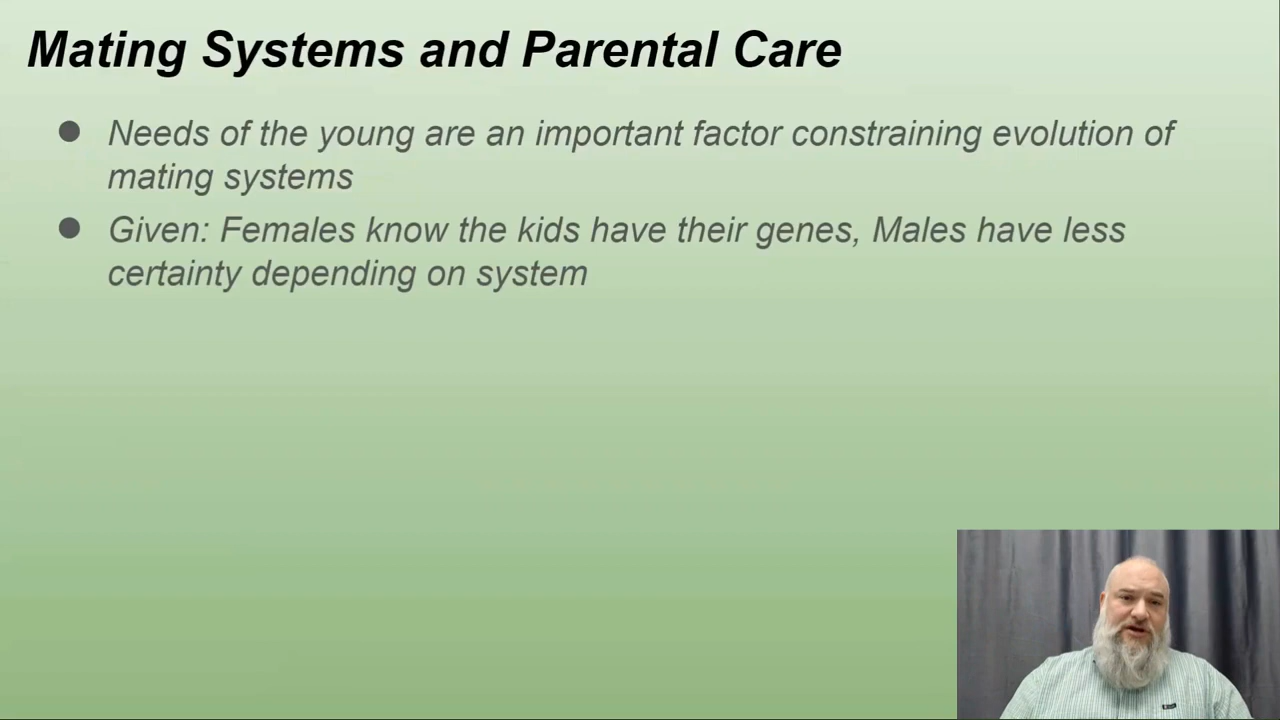 Mating Systems and Parental Care
● Needs of the young are an important factor constraining evolution of
mating systems
● Given: Females know the kids have their genes, Males have less
certainty depending on system